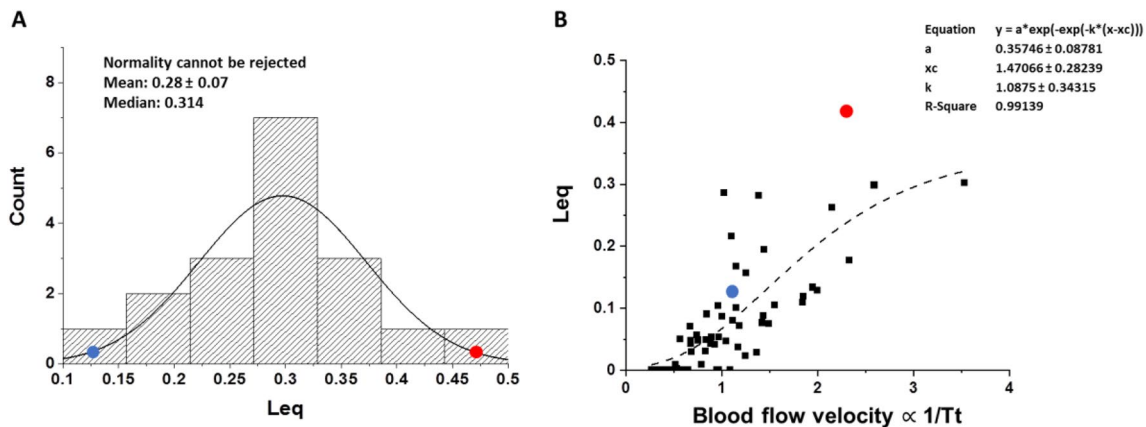 A
Normality cannot be rejected
Mean: 0.28 ± 0.07
Median: 0.314
Count
8
6
4
2
0
0.1 0.15 0.2 0.25 0.3 0.35 0.4 0.45 0.5
Leq
B
Equation y = a*exp(-exp(-k*(x-xc)))
a 0.35746 ± 0.08781
xc 1.47066 ± 0.28239
k 1.0875 ± 0.34315
R-Square 0.99139
Leq
0.5
0.4
0.3
0.2
0.1
0
0 1 2 3 4
Blood flow velocity ∝ 1/Tt